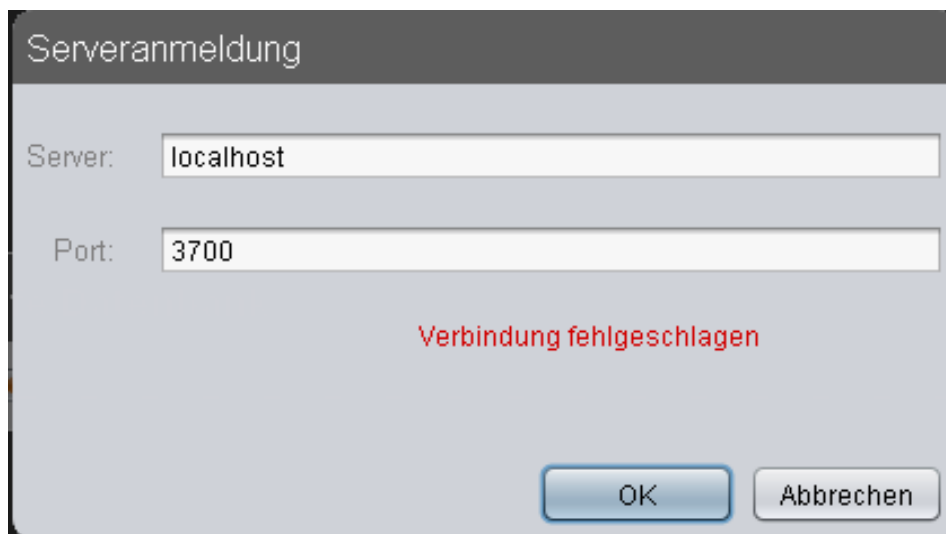 Serveranmeldung
Server: localhost
Port: 3700
Verbindung fehlgeschlagen
OK Abbrechen